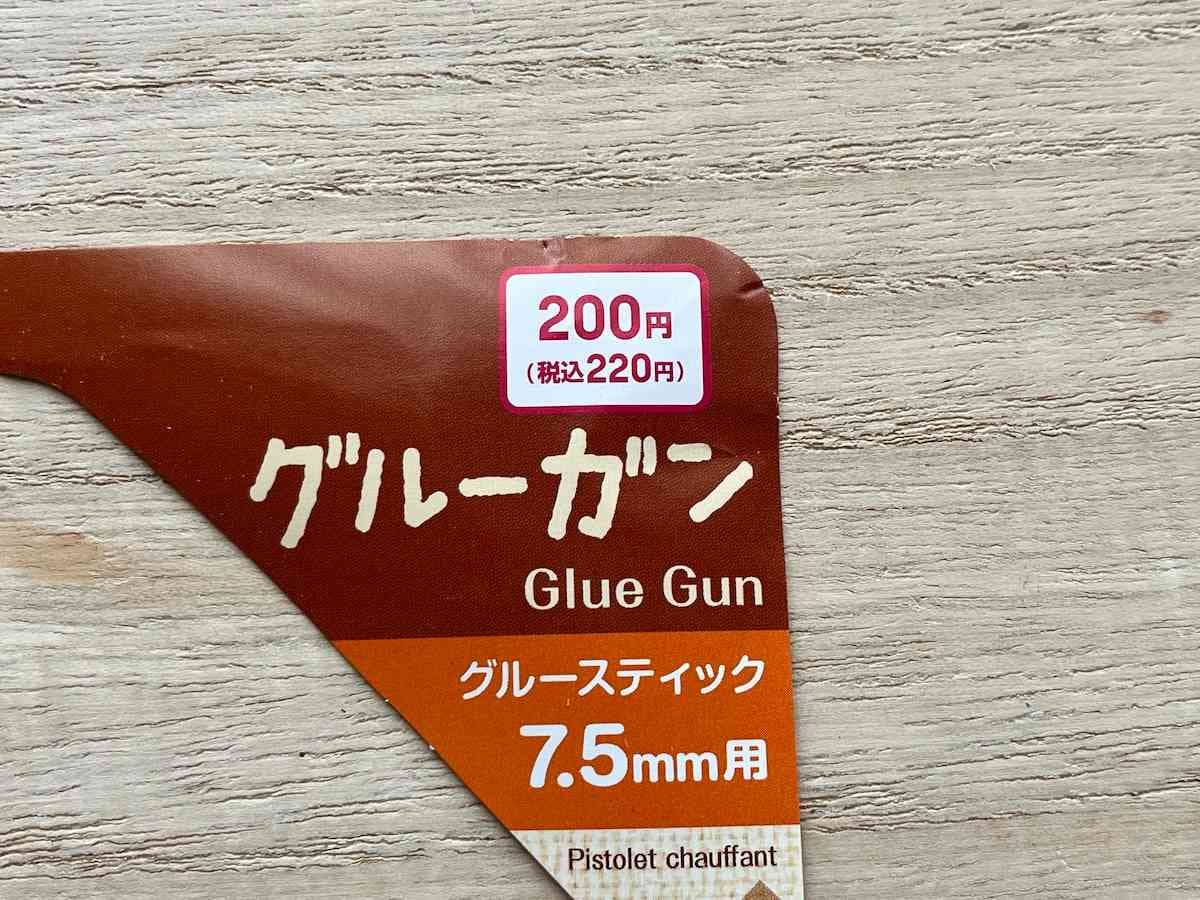 200円
(税込220円)
グルーガン
Glue Gun
グルースティック
7.5mm用
Pistolet chauffant